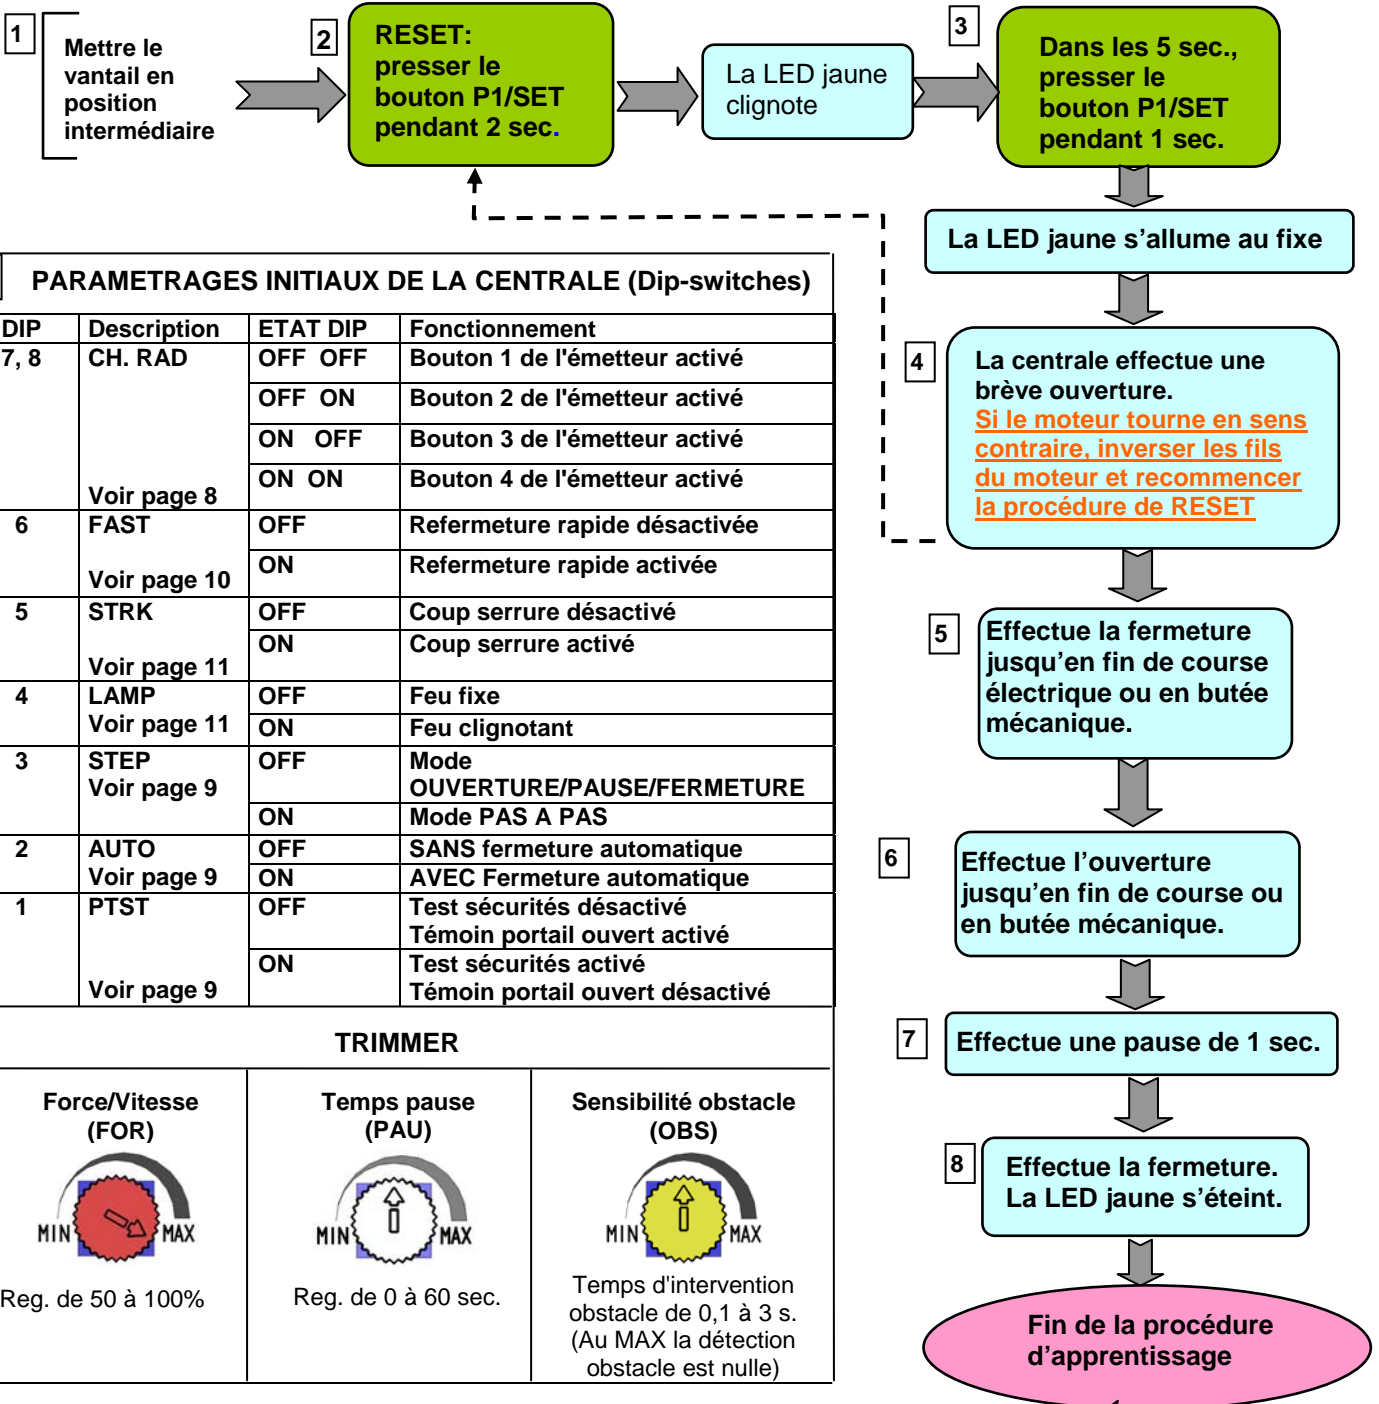 1
Mettre le
vantail en
position
intermédiaire
2
RESET:
presser le
bouton P1/SET
pendant 2 sec.
La LED jaune
clignote
3
Dans les 5 sec.,
presser le
bouton P1/SET
pendant 1 sec.
La LED jaune s’allume au fixe
4
La centrale effectue une
brève ouverture.
Si le moteur tourne en sens
contraire, inverser les fils
du moteur et recommencer
la procédure de RESET
5
Effectue la fermeture
jusqu’en fin de course
électrique ou en butée
mécanique.
6
Effectue l’ouverture
jusqu’en fin de course ou
en butée mécanique.
7
Effectue une pause de 1 sec.
8
Effectue la fermeture.
La LED jaune s’éteint.
Fin de la procédure
d’apprentissage
PARAMETRAGES INITIAUX DE LA CENTRALE (Dip-switches)
DIP Description ETAT DIP Fonctionnement
7, 8 CH. RAD OFF OFF Bouton 1 de l'émetteur activé
OFF ON Bouton 2 de l'émetteur activé
ON OFF Bouton 3 de l'émetteur activé
Voir page 8 ON ON Bouton 4 de l'émetteur activé
6 FAST OFF Refermeture rapide désactivée
Voir page 10 ON Refermeture rapide activée
5 STRK OFF Coup serrure désactivé
Voir page 11 ON Coup serrure activé
4 LAMP OFF Feu fixe
Voir page 11 ON Feu clignotant
3 STEP OFF Mode
Voir page 9 OUVERTURE/PAUSE/FERMETURE
ON Mode PAS A PAS
2 AUTO OFF SANS fermeture automatique
Voir page 9 ON AVEC Fermeture automatique
1 PTST OFF Test sécurités désactivé
Témoin portail ouvert activé
ON Test sécurités activé
Voir page 9 Témoin portail ouvert désactivé
TRIMMER
Force/Vitesse
(FOR)
MIN MAX
Reg. de 50 à 100%
Temps pause
(PAU)
MIN MAX
Reg. de 0 à 60 sec.
Sensibilité obstacle
(OBS)
MIN MAX
Temps d'intervention
obstacle de 0,1 à 3 s.
(Au MAX la détection
obstacle est nulle)